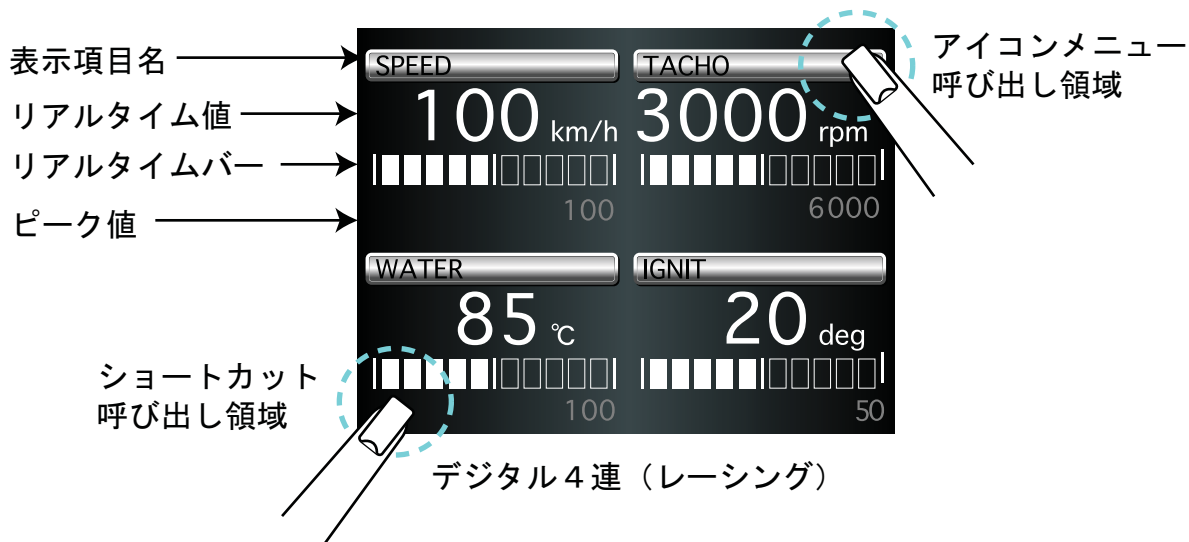 表示項目名
リアルタイム値
リアルタイムバー
ピーク値
SPEED
100 km/h
100
TACHO
3000 rpm
6000
WATER
85 ℃
100
IGNIT
20 deg
50
アイコンメニュー
呼び出し領域
ショートカット
呼び出し領域
デジタル４連（レーシング）